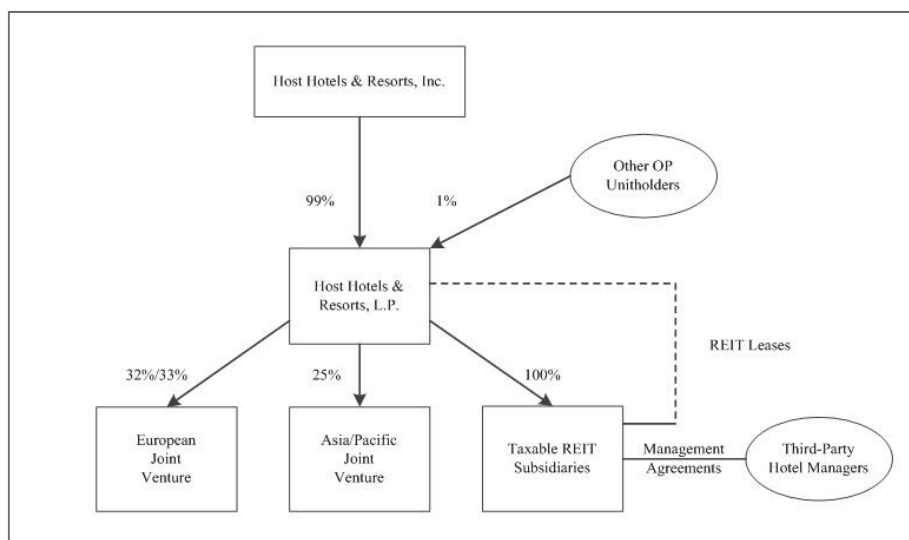 Host Hotels & Resorts, Inc.
Other OP
Unitholders
99%
1%
Host Hotels &
Resorts, L.P.
REIT Leases
32%/33%
25%
100%
European
Joint
Venture
Asia/Pacific
Joint
Venture
Taxable REIT
Subsidiaries
Management
Agreements
Third-Party
Hotel Managers